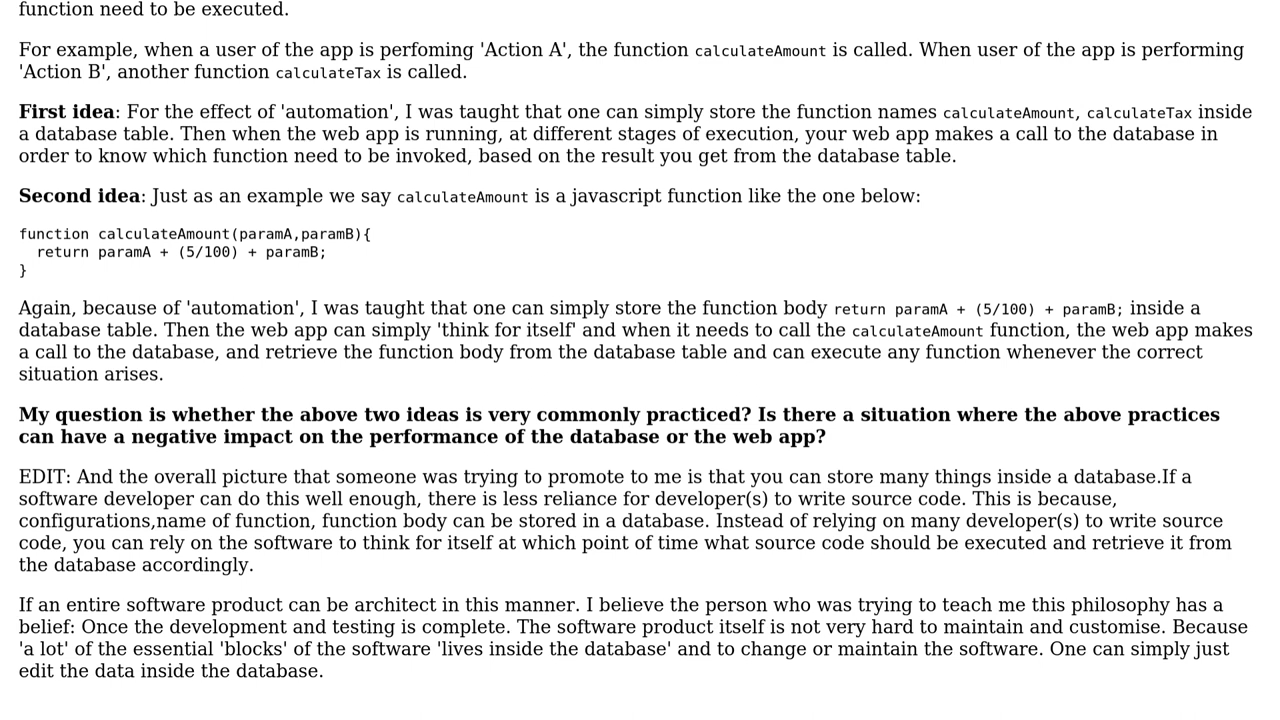 function need to be executed.
For example, when a user of the app is perfoming 'Action A', the function calculateAmount is called. When user of the app is performing
'Action B', another function calculateTax is called.
First idea: For the effect of 'automation', I was taught that one can simply store the function names calculateAmount, calculateTax inside
a database table. Then when the web app is running, at different stages of execution, your web app makes a call to the database in
order to know which function need to be invoked, based on the result you get from the database table.
Second idea: Just as an example we say calculateAmount is a javascript function like the one below:
function calculateAmount(paramA,paramB){
  return paramA + (5/100) + paramB;
}
Again, because of 'automation', I was taught that one can simply store the function body return paramA + (5/100) + paramB; inside a
database table. Then the web app can simply 'think for itself' and when it needs to call the calculateAmount function, the web app makes
a call to the database, and retrieve the function body from the database table and can execute any function whenever the correct
situation arises.
My question is whether the above two ideas is very commonly practiced? Is there a situation where the above practices
can have a negative impact on the performance of the database or the web app?
EDIT: And the overall picture that someone was trying to promote to me is that you can store many things inside a database.If a
software developer can do this well enough, there is less reliance for developer(s) to write source code. This is because,
configurations,name of function, function body can be stored in a database. Instead of relying on many developer(s) to write source
code, you can rely on the software to think for itself at which point of time what source code should be executed and retrieve it from
the database accordingly.
If an entire software product can be architect in this manner. I believe the person who was trying to teach me this philosophy has a
belief: Once the development and testing is complete. The software product itself is not very hard to maintain and customise. Because
'a lot' of the essential 'blocks' of the software 'lives inside the database' and to change or maintain the software. One can simply just
edit the data inside the database.